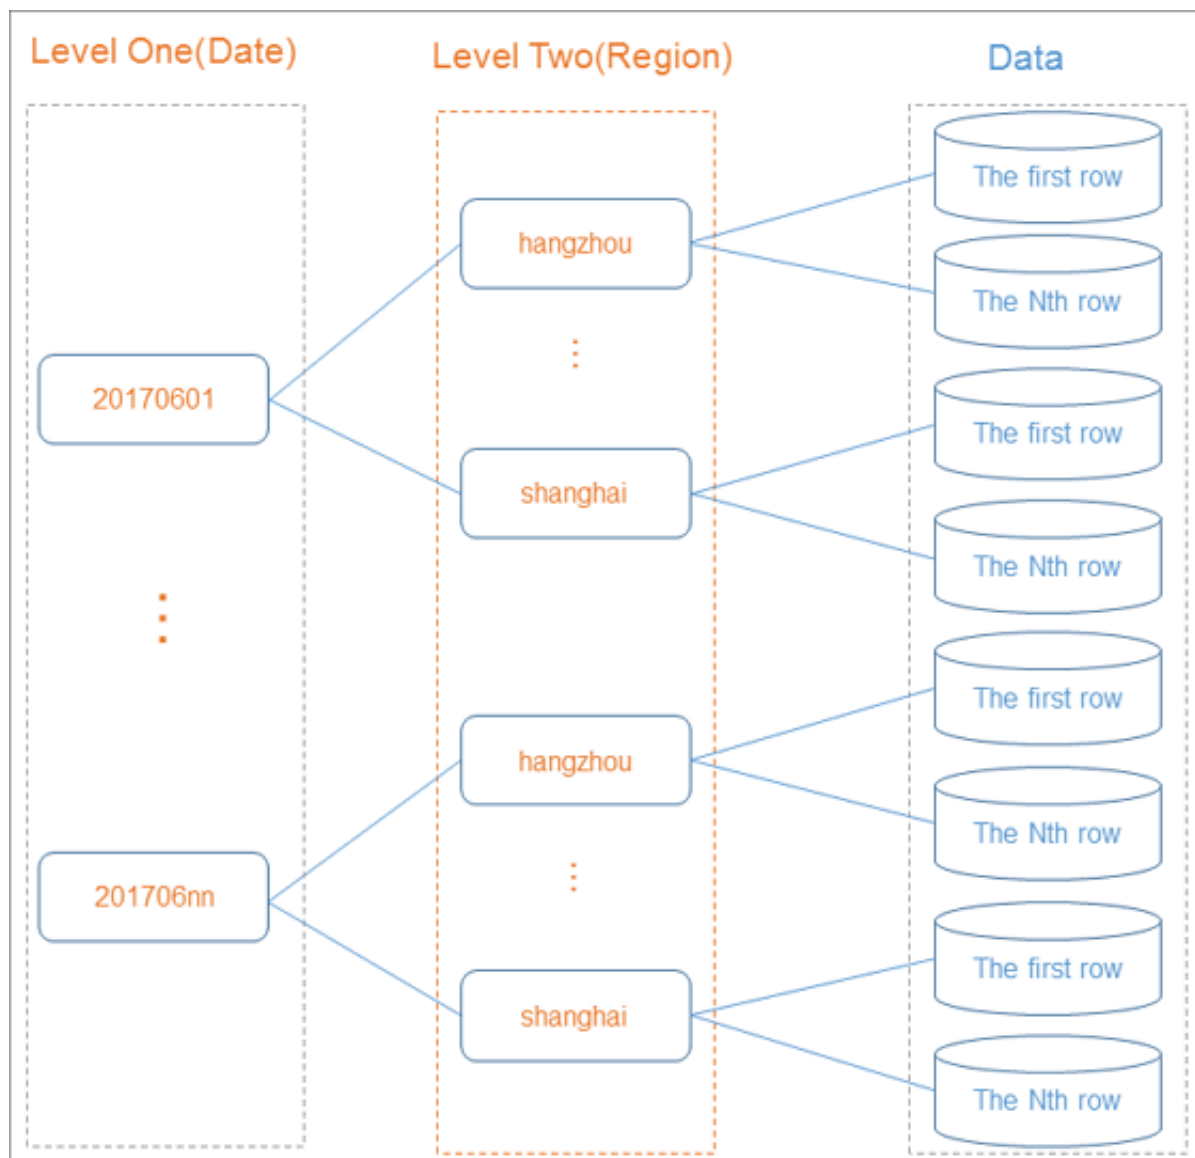 Level One(Date)
Level Two(Region)
Data
The first row
hangzhou
The Nth row
20170601
The first row
shanghai
The Nth row
The first row
hangzhou
The Nth row
201706nn
The first row
shanghai
The Nth row